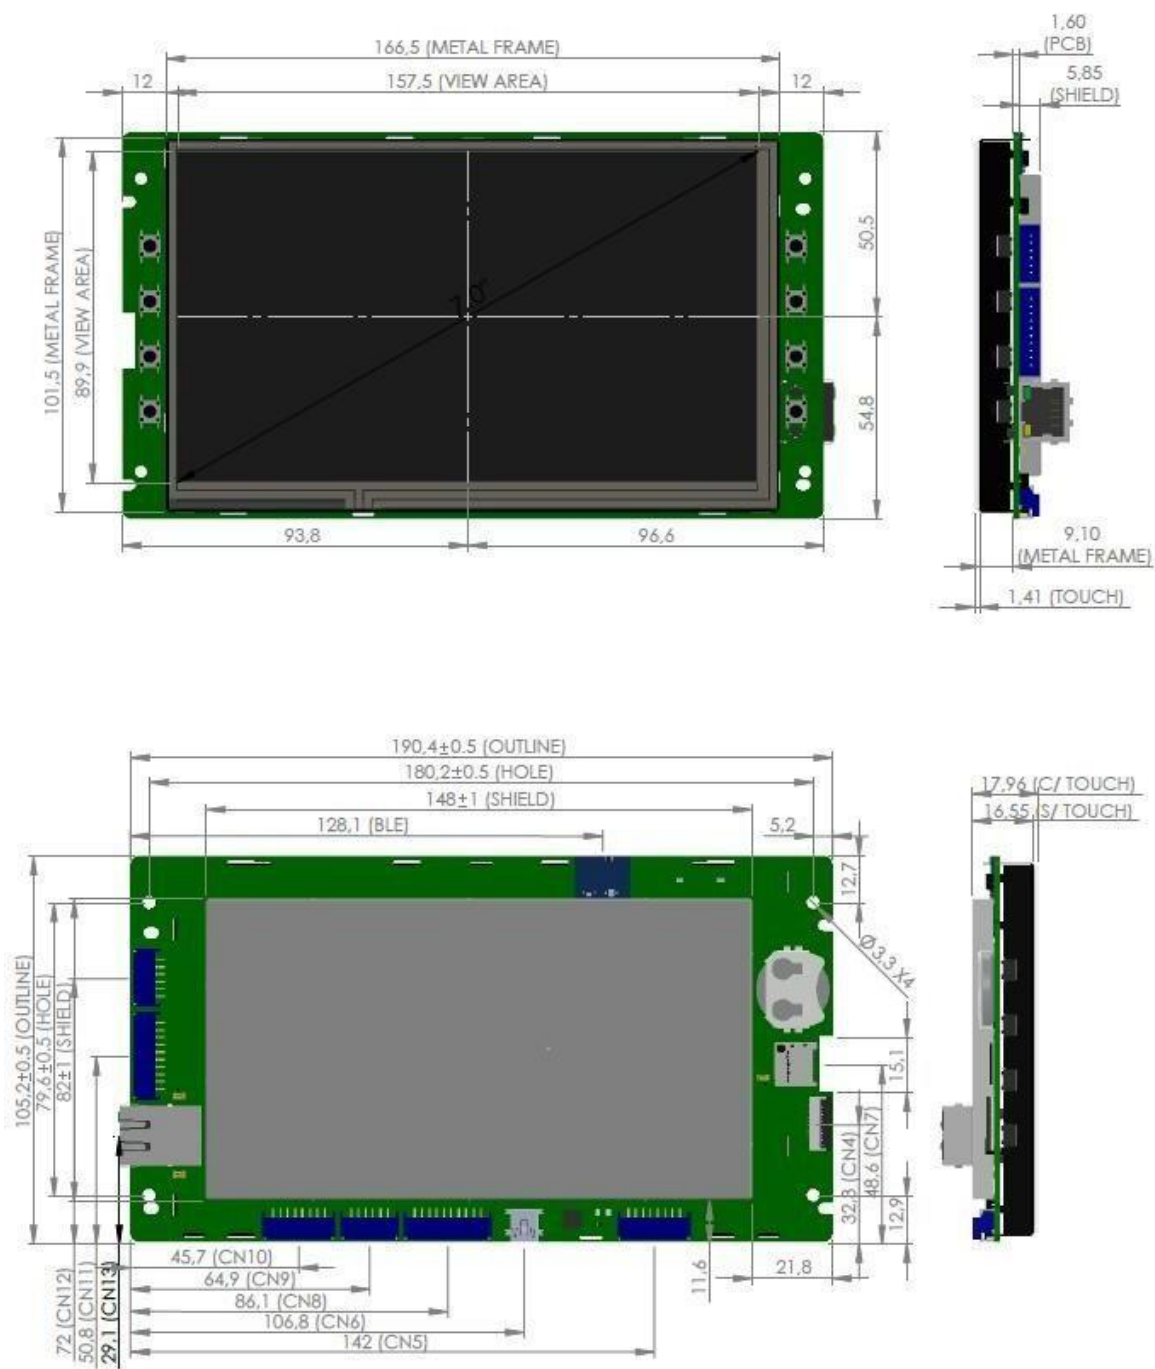 1,60
(PCB)
166,5 (METAL FRAME)
5,85
(SHIELD)
12
157,5 (VIEW AREA)
12
101,5 (METAL FRAME)
89,9 (VIEW AREA)
7.0"
50,5
54,8
93,8
96,6
9,10
(METAL FRAME)
1,41 (TOUCH)
190,4±0.5 (OUTLINE)
180,2±0.5 (HOLE)
148±1 (SHIELD)
128,1 (BLE)
5,2
17,96 (C/ TOUCH)
16,55 (S/ TOUCH)
12,7
Ø3,3 X4
105,2±0.5 (OUTLINE)
79,6±0.5 (HOLE)
82±1 (SHIELD)
15,1
32,3 (CN4)
48,6 (CN7)
12,9
11,6
21,8
72 (CN12)
50,8 (CN11)
29,1 (CN13)
45,7 (CN10)
64,9 (CN9)
86,1 (CN8)
106,8 (CN6)
142 (CN5)